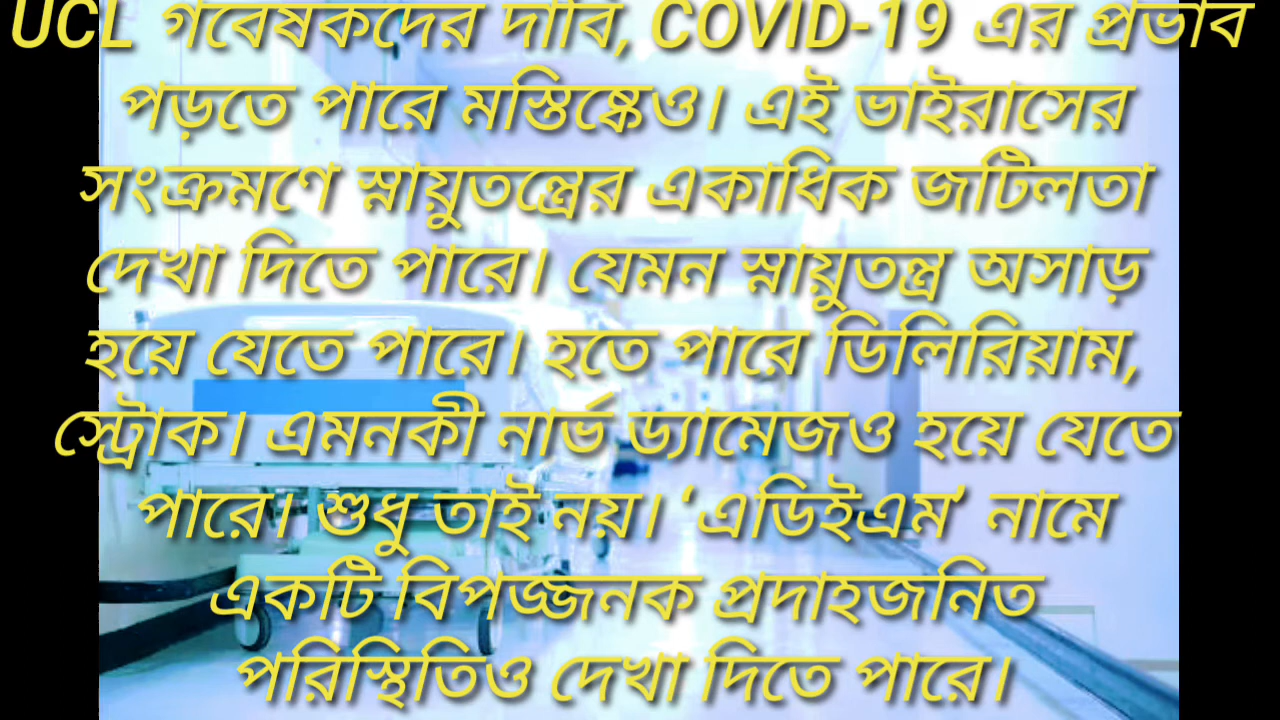 UCL গবেষকদের দাবি, COVID-19 এর প্রভাব
পড়তে পারে মস্তিষ্কেও। এই ভাইরাসের
সংক্রমণে স্নায়ুতন্ত্রের একাধিক জটিলতা
দেখা দিতে পারে। যেমন স্নায়ুতন্ত্র অসাড়
হয়ে যেতে পারে। হতে পারে ডিলিরিয়াম,
স্ট্রোক। এমনকী নার্ভ ড্যামেজও হয়ে যেতে
পারে। শুধু তাই নয়। ‘এডিইএম’ নামে
একটি বিপজ্জনক প্রদাহজনিত
পরিস্থিতিও দেখা দিতে পারে।